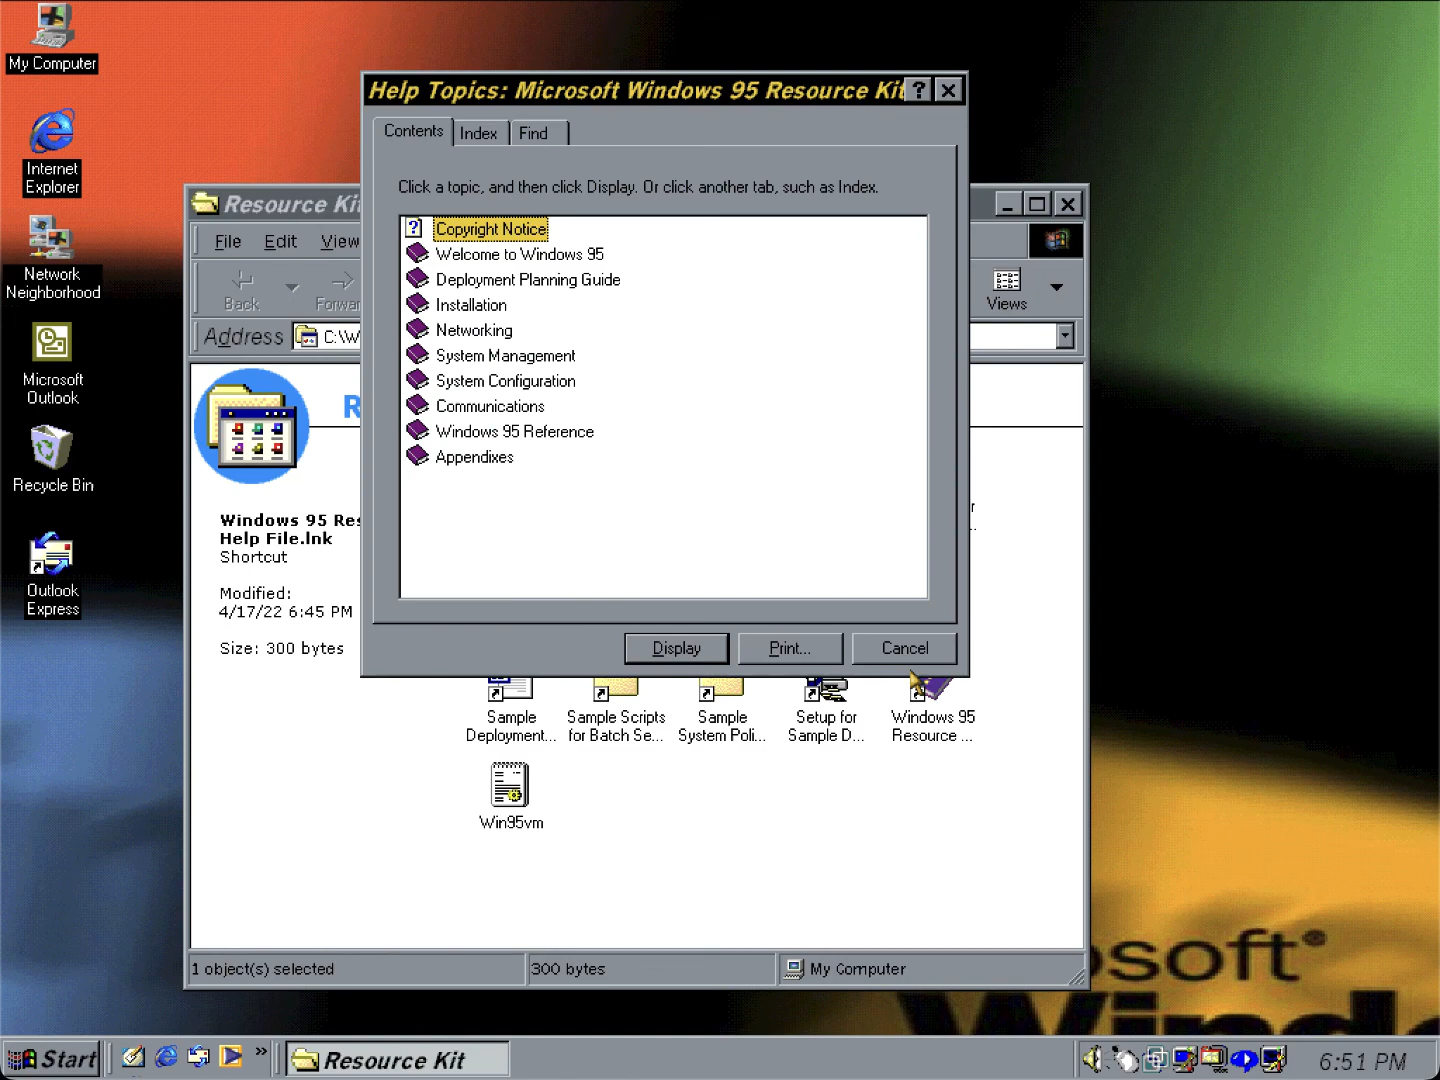 My Computer
Internet
Explorer
Network
Neighborhood
Microsoft
Outlook
Recycle Bin
Outlook
Express
Help Topics: Microsoft Windows 95 Resource Kit
Contents
Index
Find
Click a topic, and then click Display. Or click another tab, such as Index.
Copyright Notice
Welcome to Windows 95
Deployment Planning Guide
Installation
Networking
System Management
System Configuration
Communications
Windows 95 Reference
Appendixes
Display
Print...
Cancel
Resource Kit
File Edit View
Back
Forwar
Views
Address
C:\W
R
Windows 95 Res
Help File.lnk
Shortcut
Modified:
4/17/22 6:45 PM
Size: 300 bytes
Sample
Deployment...
Sample Scripts
for Batch Se...
Sample
System Poli...
Setup for
Sample D...
Windows 95
Resource ...
Win95vm
1 object(s) selected
300 bytes
My Computer
osoft®
Windo
Start
»
Resource Kit
6:51 PM